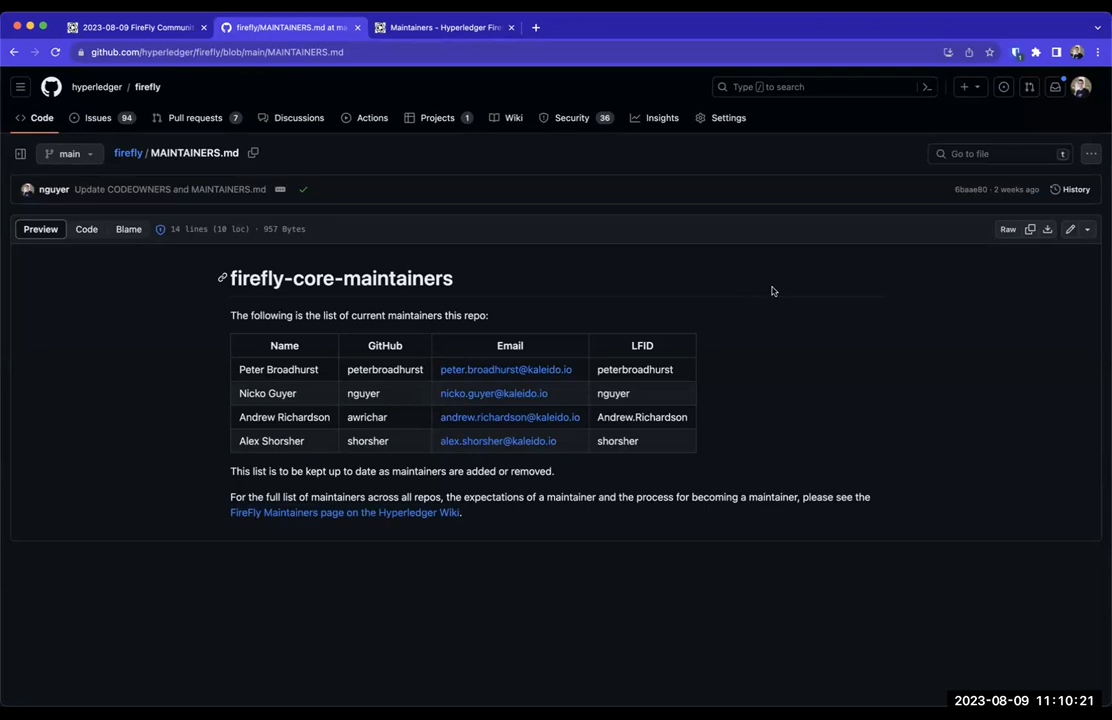 2023-08-09 FireFly Communit
firefly/MAINTAINERS.md at ma
Maintainers - Hyperledger Fire
github.com/hyperledger/firefly/blob/main/MAINTAINERS.md
hyperledger / firefly
Type / to search
Code
Issues 94
Pull requests 7
Discussions
Actions
Projects 1
Wiki
Security 36
Insights
Settings
main
firefly / MAINTAINERS.md
Go to file t
nguyer Update CODEOWNERS and MAINTAINERS.md
6baae80 · 2 weeks ago
History
Preview
Code
Blame
14 lines (10 loc) · 957 Bytes
Raw
firefly-core-maintainers
The following is the list of current maintainers this repo:
Name GitHub Email LFID
Peter Broadhurst peterbroadhurst peter.broadhurst@kaleido.io peterbroadhurst
Nicko Guyer nguyer nicko.guyer@kaleido.io nguyer
Andrew Richardson awrichar andrew.richardson@kaleido.io Andrew.Richardson
Alex Shorsher shorsher alex.shorsher@kaleido.io shorsher
This list is to be kept up to date as maintainers are added or removed.
For the full list of maintainers across all repos, the expectations of a maintainer and the process for becoming a maintainer, please see the
FireFly Maintainers page on the Hyperledger Wiki.
2023-08-09 11:10:21